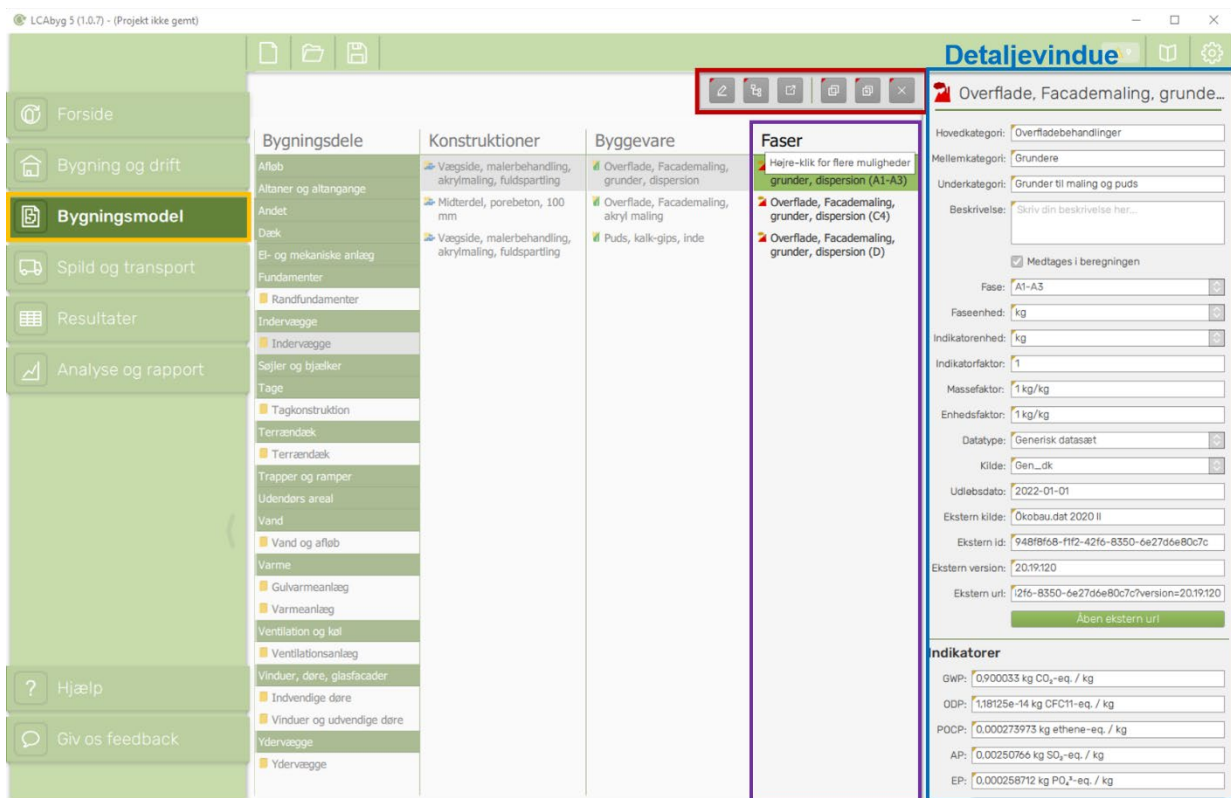 LCAbyg 5 (1.0.7) - (Projekt ikke gemt)
Detaljevindue
Forside
Bygning og drift
Bygningsmodel
Spild og transport
Resultater
Analyse og rapport
Hjælp
Giv os feedback
Bygningsdele
Afløb
Altaner og altangange
Andet
Dæk
El- og mekaniske anlæg
Fundamenter
Randfundamenter
Indervægge
Indervægge
Søjler og bjælker
Tage
Tagkonstruktion
Terrændæk
Terrændæk
Trapper og ramper
Udendørs areal
Vand
Vand og afløb
Varme
Gulvarmeanlæg
Varmeanlæg
Ventilation og køl
Ventilationsanlæg
Vinduer, døre, glasfacader
Indvendige døre
Vinduer og udvendige døre
Ydervægge
Ydervægge
Konstruktioner
Vægside, malerbehandling,
akrylmaling, fuldspartling
Midterdel, porebeton, 100
mm
Vægside, malerbehandling,
akrylmaling, fuldspartling
Byggevare
Overflade, Facademaling,
grunder, dispersion
Overflade, Facademaling,
akryl maling
Puds, kalk-gips, inde
Faser
Højre-klik for flere muligheder
grunder, dispersion (A1-A3)
Overflade, Facademaling,
grunder, dispersion (C4)
Overflade, Facademaling,
grunder, dispersion (D)
Overflade, Facademaling, grunde...
Hovedkategori: Overfladebehandlinger
Mellemkategori: Grundere
Underkategori: Grunder til maling og puds
Beskrivelse: Skriv din beskrivelse her...
Medtages i beregningen
Fase: A1-A3
Faseenhed: kg
Indikatorenhed: kg
Indikatorfaktor: 1
Massefaktor: 1 kg/kg
Enhedsfaktor: 1 kg/kg
Datatype: Generisk datasæt
Kilde: Gen_dk
Udløbsdato: 2022-01-01
Ekstern kilde: Ökobau.dat 2020 II
Ekstern id: 948f8f68-f1f2-42f6-8350-6e27d6e80c7c
Ekstern version: 20.19.120
Ekstern url: i2f6-8350-6e27d6e80c7c?version=20.19.120
Åben ekstern url
Indikatorer
GWP: 0,900033 kg CO₂-eq. / kg
ODP: 1,18125e-14 kg CFC11-eq. / kg
POCP: 0,000273973 kg ethene-eq. / kg
AP: 0,00250766 kg SO₂-eq. / kg
EP: 0,000258712 kg PO₄³-eq. / kg